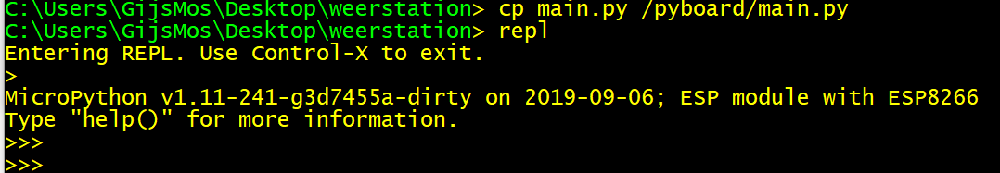 C:\Users\GijsMos\Desktop\weerstation> cp main.py /pyboard/main.py
C:\Users\GijsMos\Desktop\weerstation> repl
Entering REPL. Use Control-X to exit.
>
MicroPython v1.11-241-g3d7455a-dirty on 2019-09-06; ESP module with ESP8266
Type "help()" for more information.
>>>
>>>